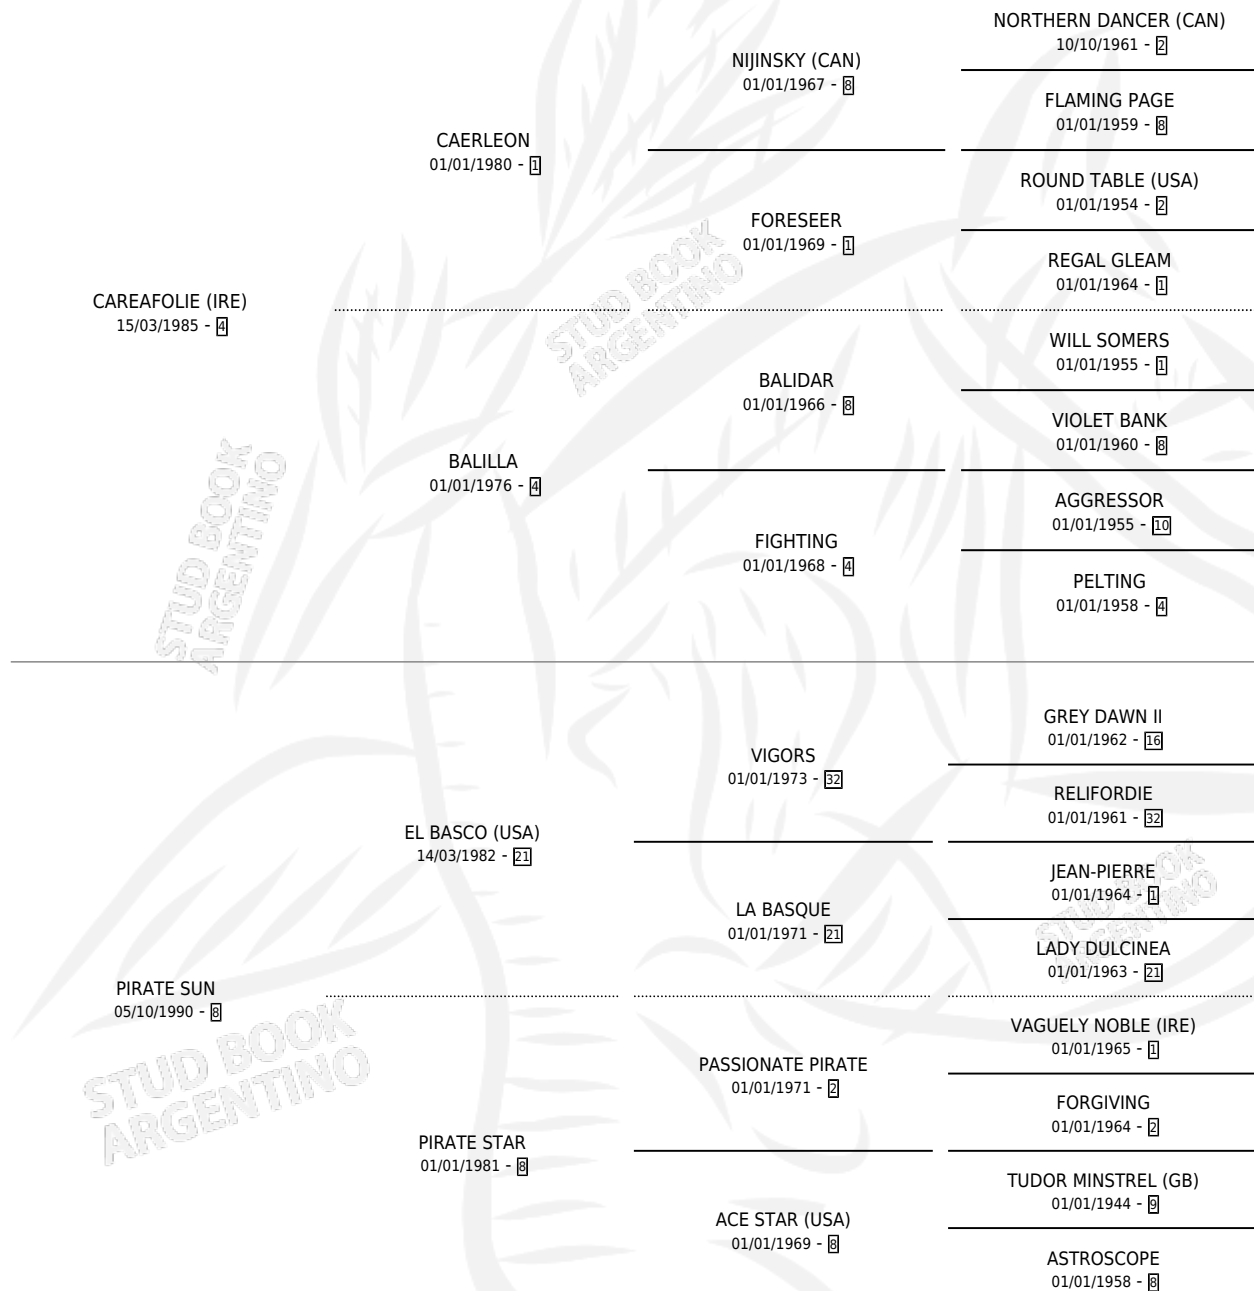 NORTHERN DANCER (CAN)
10/10/1961 - 2
NIJINSKY (CAN)
01/01/1967 - 8
FLAMING PAGE
01/01/1959 - 8
CAERLEON
01/01/1980 - 1
ROUND TABLE (USA)
01/01/1954 - 2
FORESEER
01/01/1969 - 1
REGAL GLEAM
01/01/1964 - 1
CAREAFOLIE (IRE)
15/03/1985 - 4
STUD BOOK
ARGENTINO
WILL SOMERS
01/01/1955 - 1
BALIDAR
01/01/1966 - 8
VIOLET BANK
01/01/1960 - 8
BALILLA
01/01/1976 - 4
AGGRESSOR
01/01/1955 - 10
FIGHTING
01/01/1968 - 4
PELTING
01/01/1958 - 4
STUD BOOK
ARGENTINO
GREY DAWN II
01/01/1962 - 16
VIGORS
01/01/1973 - 32
RELIFORDIE
01/01/1961 - 32
EL BASCO (USA)
14/03/1982 - 21
JEAN-PIERRE
01/01/1964 - 1
LA BASQUE
01/01/1971 - 21
STUD BOOK
ARGENTINO
LADY DULCINEA
01/01/1963 - 21
PIRATE SUN
05/10/1990 - 8
VAGUELY NOBLE (IRE)
01/01/1965 - 1
PASSIONATE PIRATE
01/01/1971 - 2
STUD BOOK
ARGENTINO
FORGIVING
01/01/1964 - 2
PIRATE STAR
01/01/1981 - 8
TUDOR MINSTREL (GB)
01/01/1944 - 9
ACE STAR (USA)
01/01/1969 - 8
ASTROSCOPE
01/01/1958 - 8